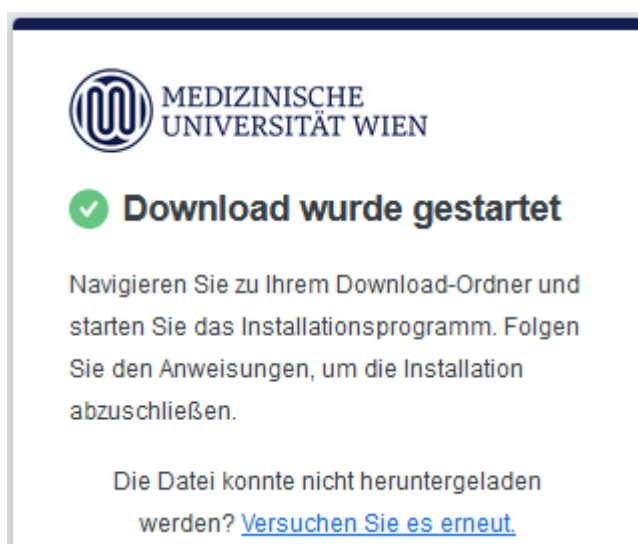 MEDIZINISCHE
UNIVERSITÄT WIEN
Download wurde gestartet
Navigieren Sie zu Ihrem Download-Ordner und
starten Sie das Installationsprogramm. Folgen
Sie den Anweisungen, um die Installation
abzuschließen.
Die Datei konnte nicht heruntergeladen
werden? Versuchen Sie es erneut.